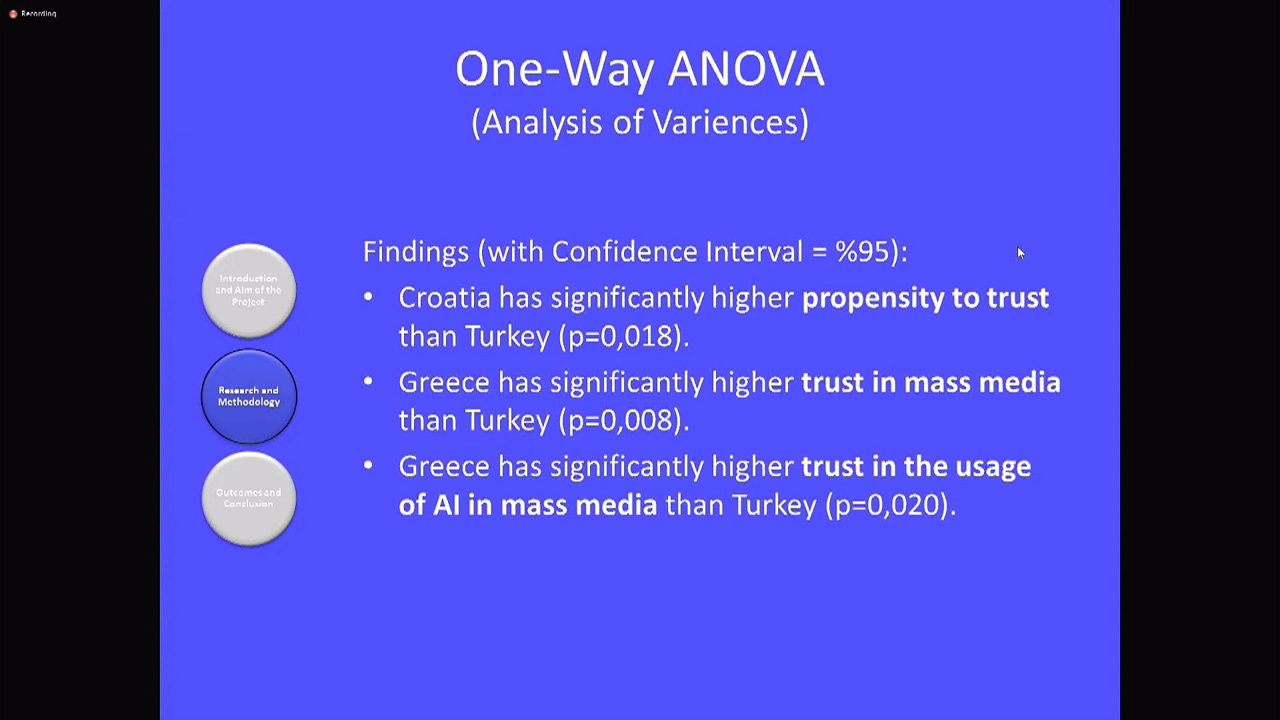 Recording
One-Way ANOVA
(Analysis of Variences)
Introduction
and Aim of the
Project
Research and
Methodology
Outcomes and
Conclusion
Findings (with Confidence Interval = %95):
• Croatia has significantly higher propensity to trust
than Turkey (p=0,018).
• Greece has significantly higher trust in mass media
than Turkey (p=0,008).
• Greece has significantly higher trust in the usage
of AI in mass media than Turkey (p=0,020).